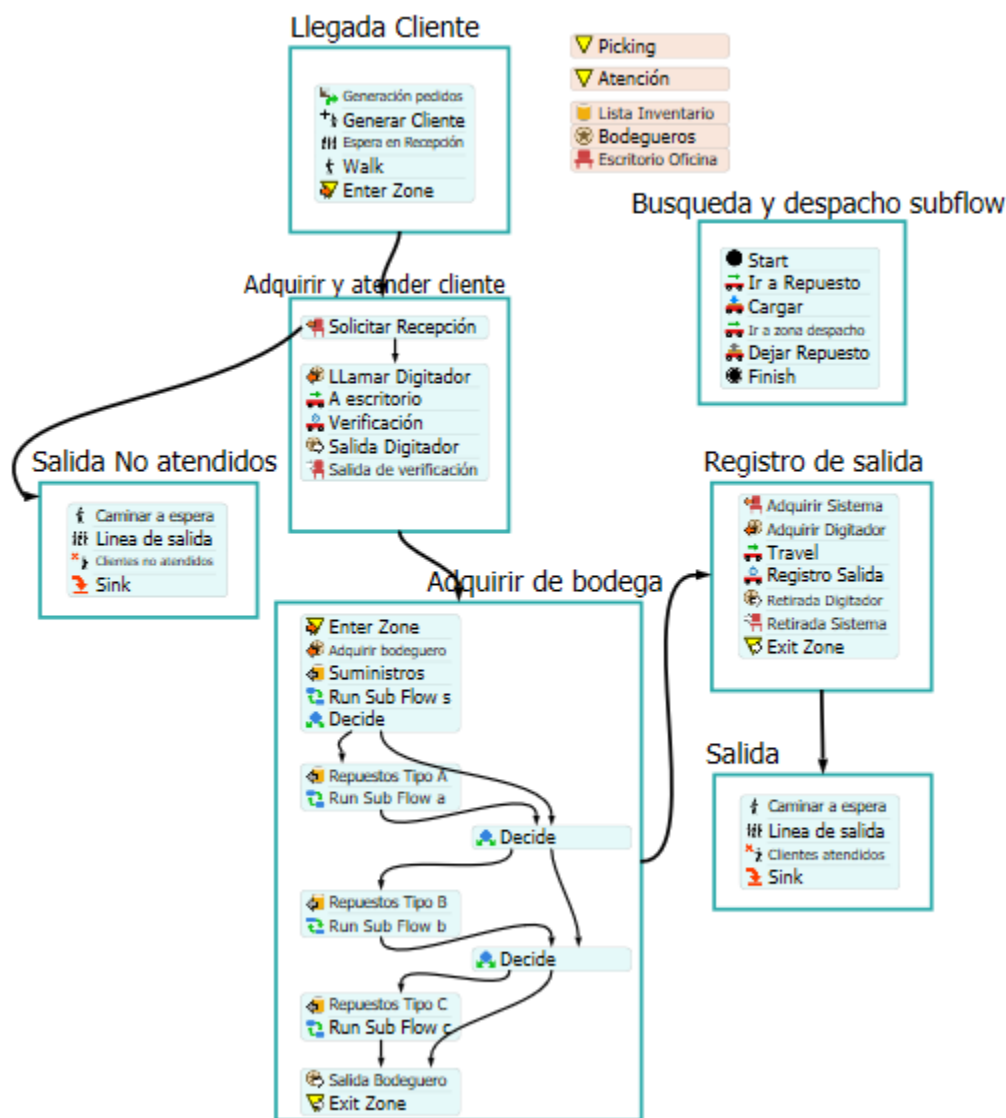 Llegada Cliente
Generación pedidos
Generar Cliente
Espera en Recepción
Walk
Enter Zone
Picking
Atención
Lista Inventario
Bodegueros
Escritorio Oficina
Busqueda y despacho subflow
Start
Ir a Repuesto
Cargar
Ir a zona despacho
Dejar Repuesto
Finish
Adquirir y atender cliente
Solicitar Recepción
LLamar Digitador
A escritorio
Verificación
Salida Digitador
Salida de verificación
Salida No atendidos
Caminar a espera
Linea de salida
Clientes no atendidos
Sink
Adquirir de bodega
Enter Zone
Adquirir bodeguero
Suministros
Run Sub Flow s
Decide
Repuestos Tipo A
Run Sub Flow a
Decide
Repuestos Tipo B
Run Sub Flow b
Decide
Repuestos Tipo C
Run Sub Flow c
Salida Bodeguero
Exit Zone
Registro de salida
Adquirir Sistema
Adquirir Digitador
Travel
Registro Salida
Retirada Digitador
Retirada Sistema
Exit Zone
Salida
Caminar a espera
Linea de salida
Clientes atendidos
Sink